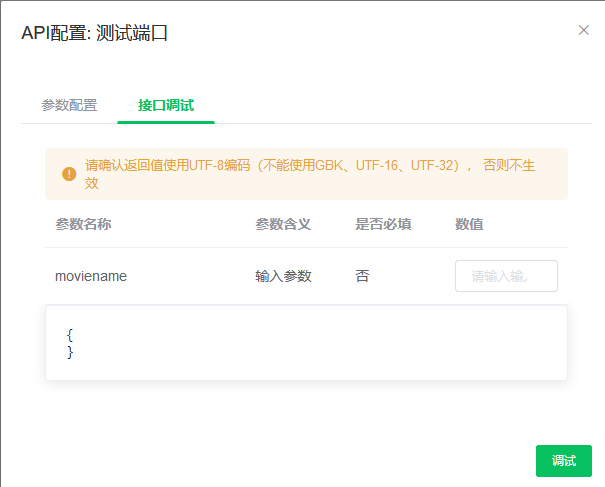 API配置: 测试端口
参数配置 接口调试
请确认返回值使用UTF-8编码（不能使用GBK、UTF-16、UTF-32）， 否则不生
效
参数名称 参数含义 是否必填 数值
moviename 输入参数 否 请输入输.
{
}
调试